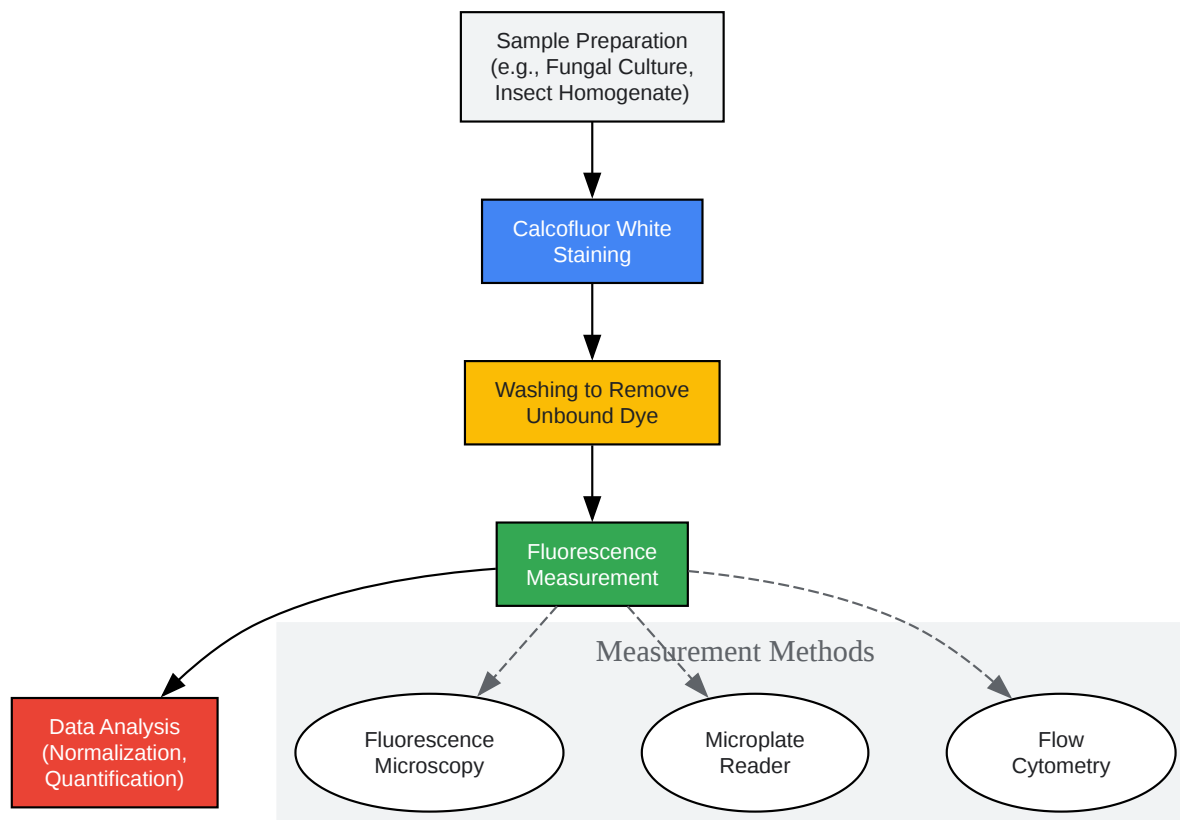 Sample Preparation
(e.g., Fungal Culture,
Insect Homogenate)
Calcofluor White
Staining
Washing to Remove
Unbound Dye
Fluorescence
Measurement
Measurement Methods
Data Analysis
(Normalization,
Quantification)
Fluorescence
Microscopy
Microplate
Reader
Flow
Cytometry